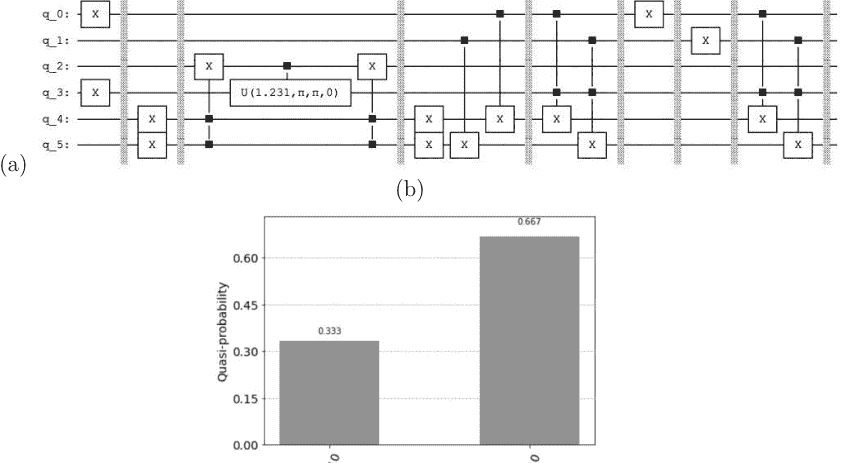 q_0: X X
q_1: X
q_2: X X
q_3: X U(1.231,π,π,0)
q_4: X X X X X
q_5: X X X X X
(a)
(b)
0.667
0.60
0.45
0.333
0.30
0.15
0.00
Quasi-probability